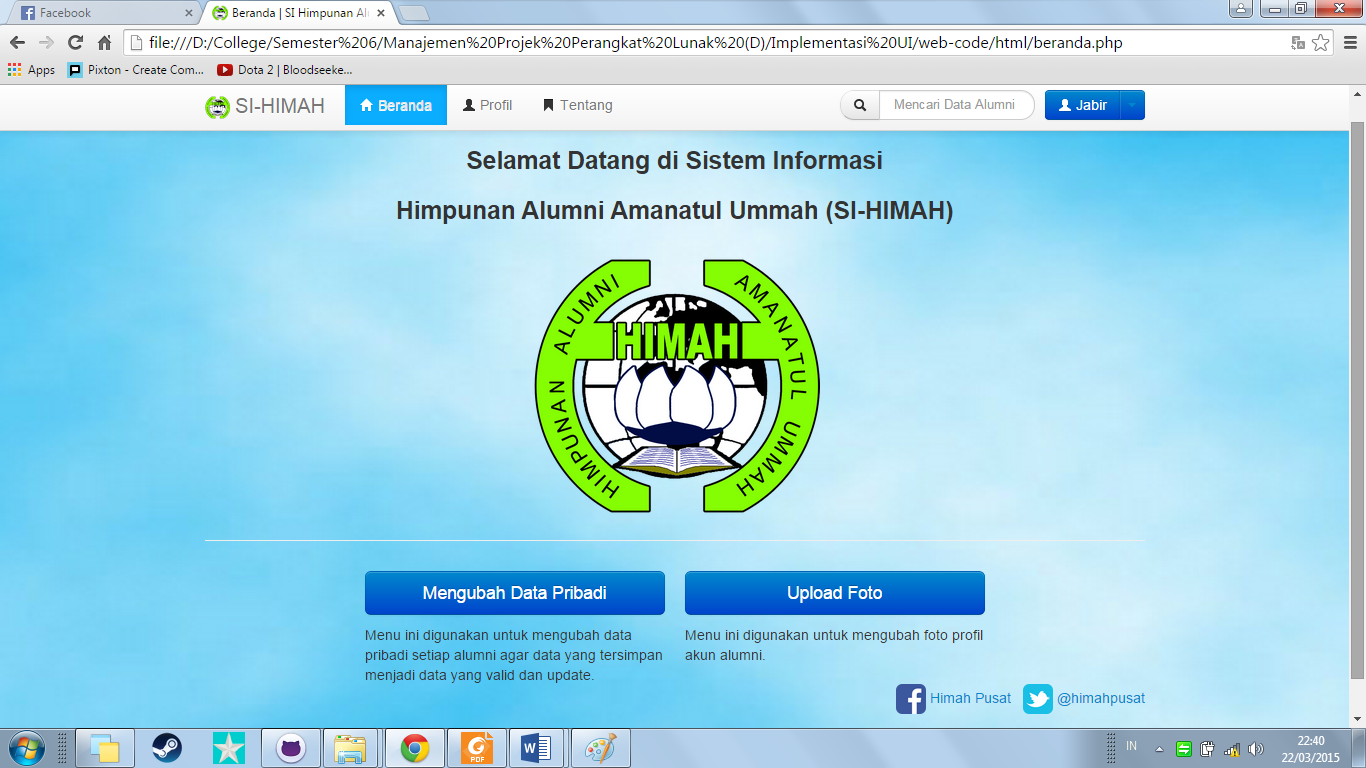 Facebook
Beranda | SI Himpunan Al
file:///D:/College/Semester%206/Manajemen%20Projek%20Perangkat%20Lunak%20(D)/Implementasi%20UI/web-code/html/beranda.php
Apps
Pixton - Create Com...
Dota 2 | Bloodseeke...
SI-HIMAH
Beranda
Profil
Tentang
Mencari Data Alumni
Jabir
Selamat Datang di Sistem Informasi
Himpunan Alumni Amanatul Ummah (SI-HIMAH)
HIMPUNAN ALUMNI
AMANATUL UMMAH
HIMAH
Mengubah Data Pribadi
Menu ini digunakan untuk mengubah data
pribadi setiap alumni agar data yang tersimpan
menjadi data yang valid dan update.
Upload Foto
Menu ini digunakan untuk mengubah foto profil
akun alumni.
Himah Pusat
@himahpusat
PDF
IN
22:40
22/03/2015